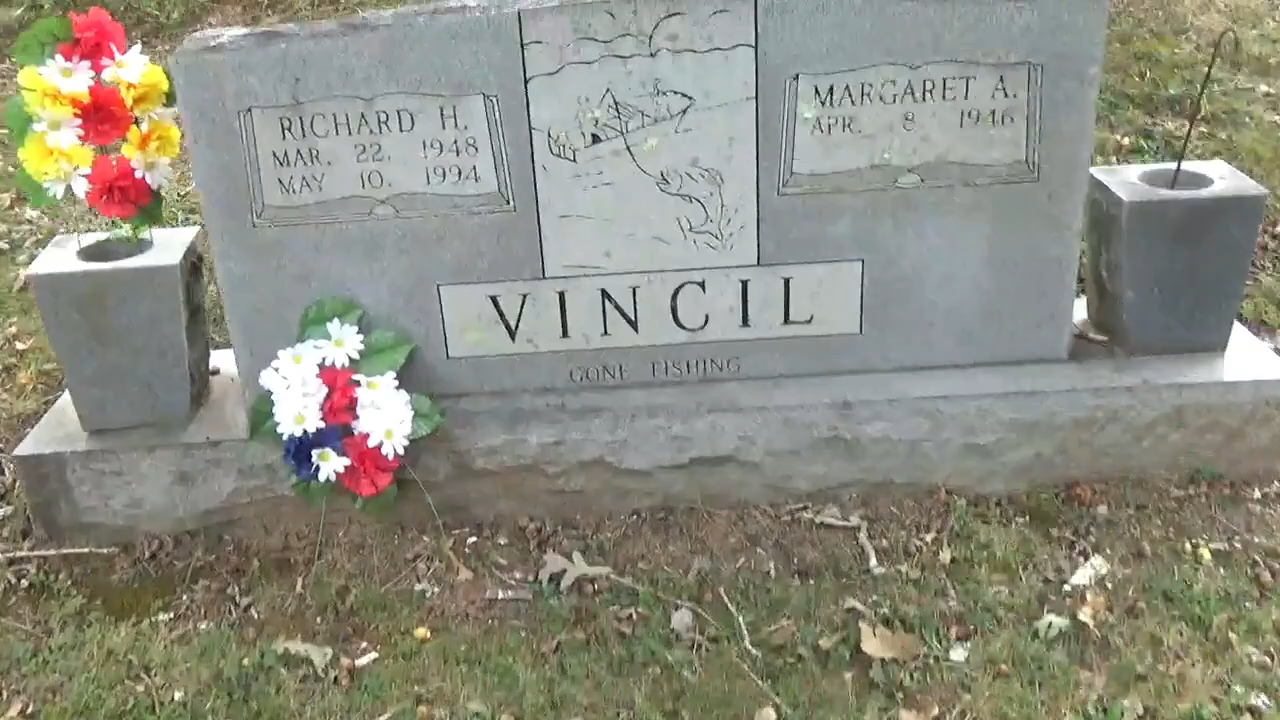 RICHARD H.
MAR. 22. 1948
MAY 10. 1994
MARGARET A.
APR. 8 1946
VINCIL
GONE FISHING